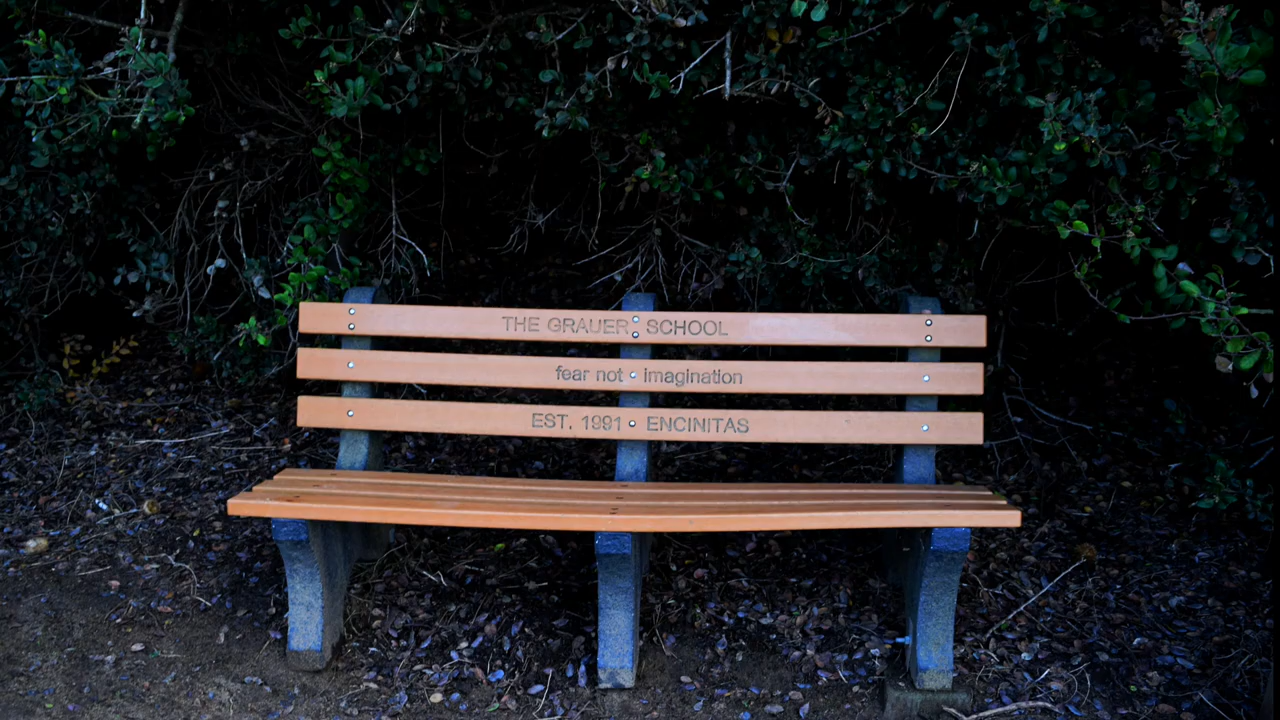 THE GRAUER SCHOOL
fear not imagination
EST. 1991 ENCINITAS